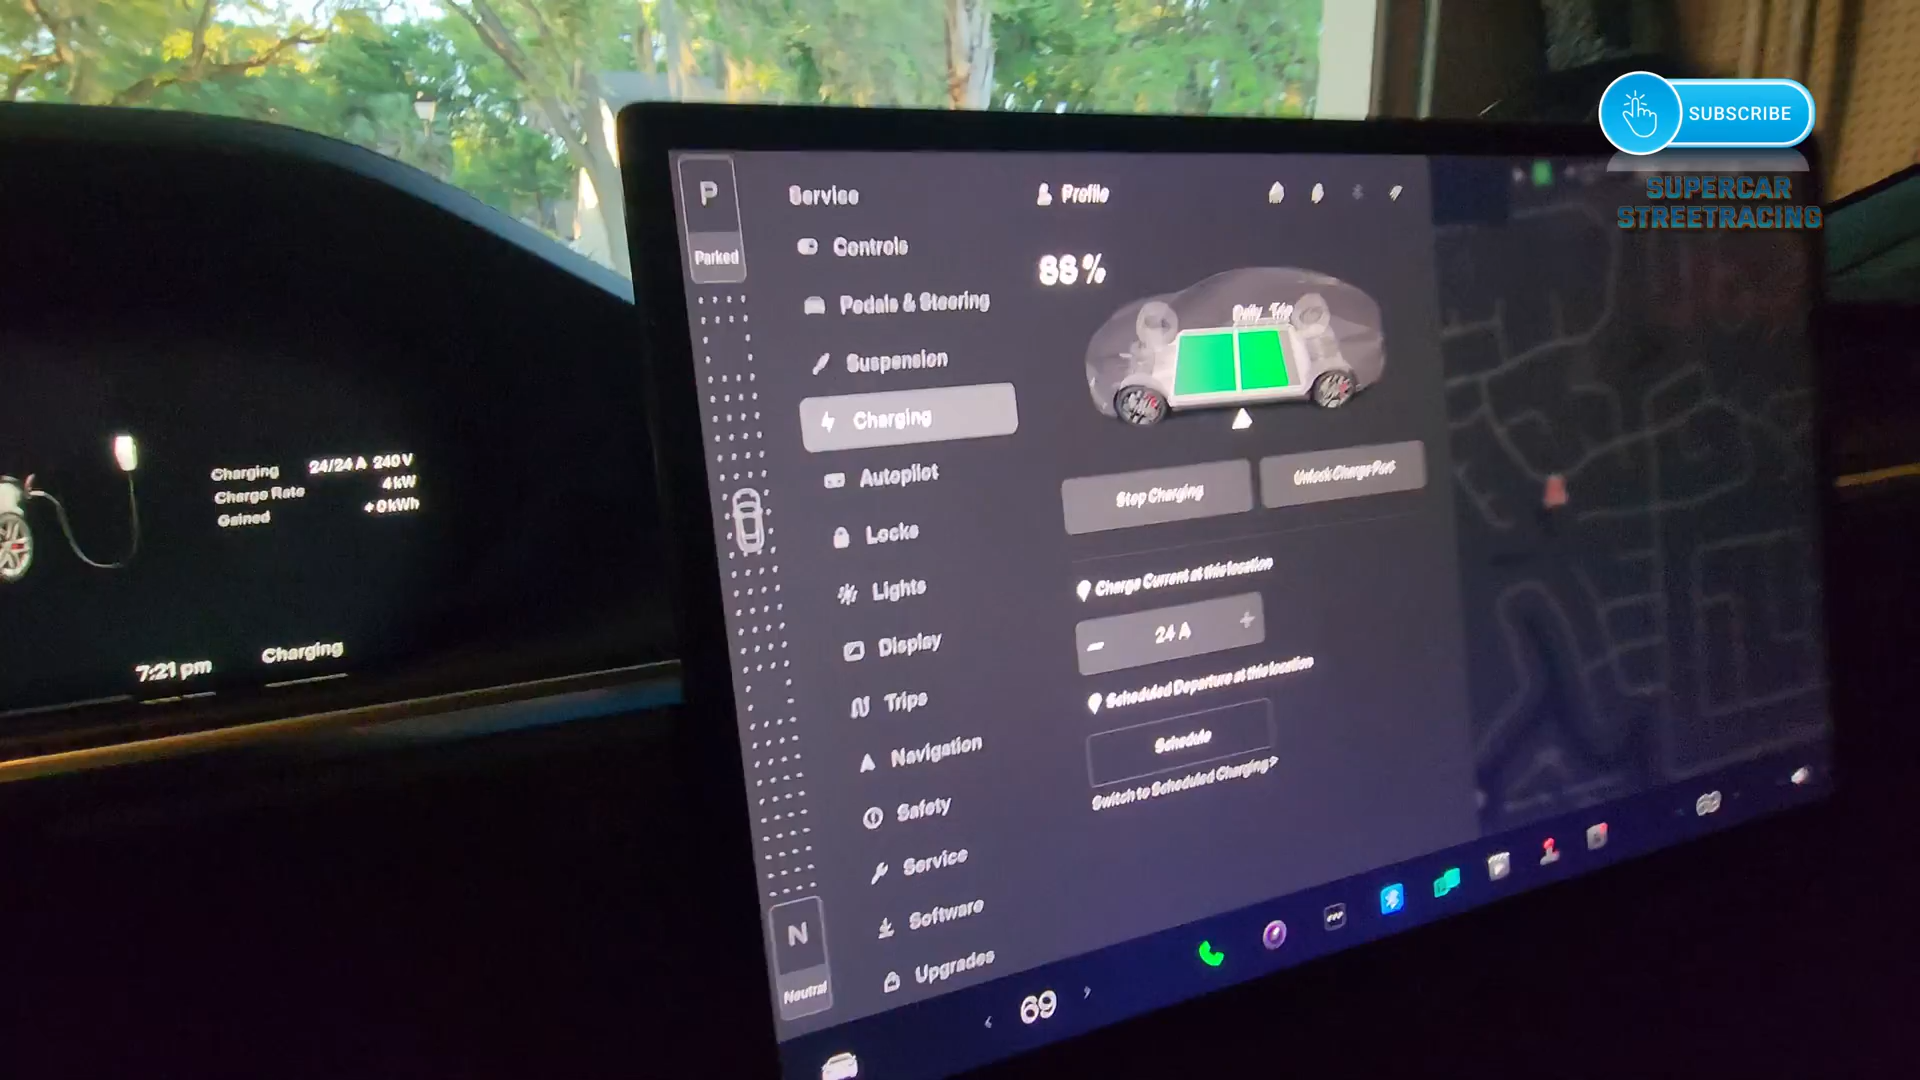 SUBSCRIBE
SUPERCAR
STREETRACING
P
Parked
Service
Profile
Controls
88%
Pedals & Steering
Daily Trip
Suspension
Charging
Autopilot
Stop Charging
Unlock Charge Port
Locks
Charge Current at this location
Lights
24 A
Display
Scheduled Departure at this location
Trips
Schedule
Navigation
Switch to Scheduled Charging>
Safety
Service
Software
N
Neutral
Upgrades
69
Charging 24/24 A 240 V
Charge Rate 4 kW
Gained +0 kWh
7:21 pm
Charging